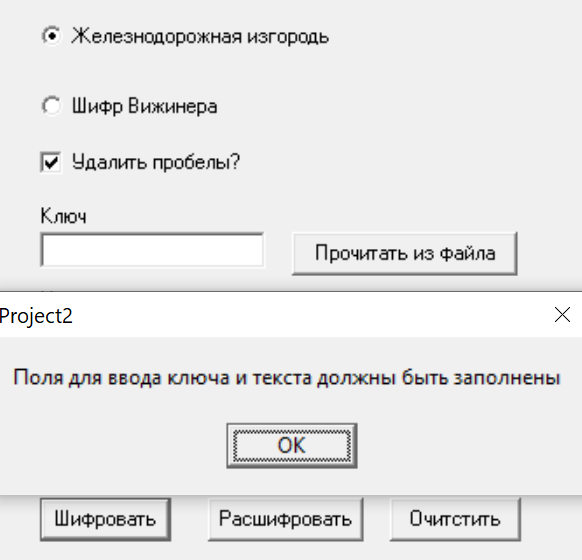 Железнодорожная изгородь
Шифр Вижинера
Удалить пробелы?
Ключ
Прочитать из файла
Project2
Поля для ввода ключа и текста должны быть заполнены
OK
Шифровать Расшифровать Очитстить